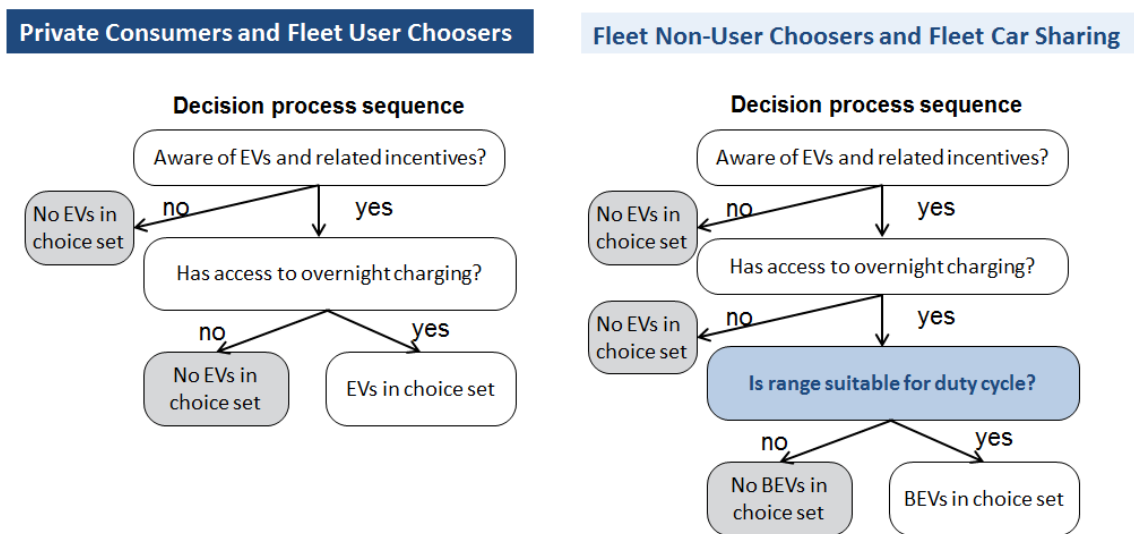 Private Consumers and Fleet User Choosers
Decision process sequence
Aware of EVs and related incentives?
no
yes
No EVs in
choice set
Has access to overnight charging?
no
yes
No EVs in
choice set
EVs in choice set
Fleet Non-User Choosers and Fleet Car Sharing
Decision process sequence
Aware of EVs and related incentives?
no
yes
No EVs in
choice set
Has access to overnight charging?
no
yes
No EVs in
choice set
Is range suitable for duty cycle?
no
yes
No BEVs in
choice set
BEVs in choice set